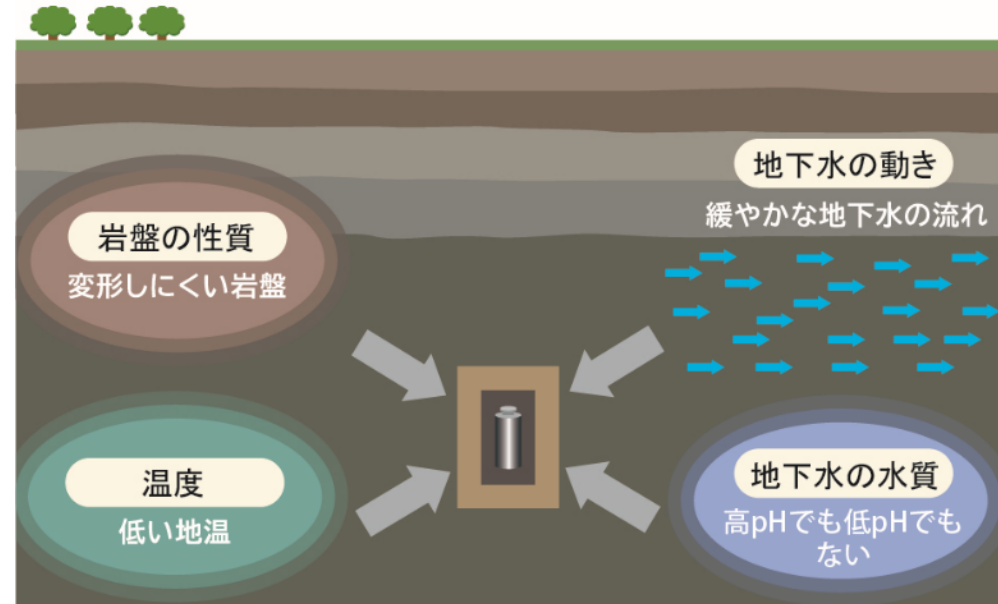 岩盤の性質
変形しにくい岩盤
地下水の動き
緩やかな地下水の流れ
温度
低い地温
地下水の水質
高pHでも低pHでも
ない